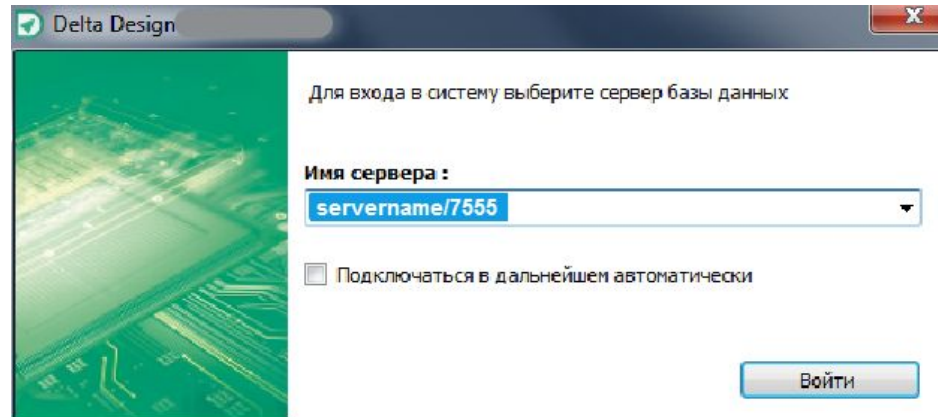 Delta Design
Для входа в систему выберите сервер базы данных
Имя сервера :
servername/7555
Подключаться в дальнейшем автоматически
Войти